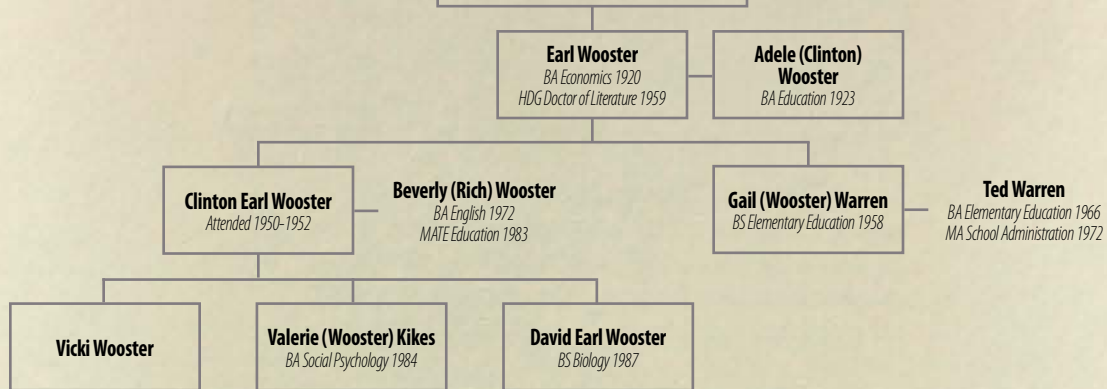 Earl Wooster
BA Economics 1920
HDG Doctor of Literature 1959
Adele (Clinton)
Wooster
BA Education 1923
Clinton Earl Wooster
Attended 1950-1952
Beverly (Rich) Wooster
BA English 1972
MATE Education 1983
Gail (Wooster) Warren
BS Elementary Education 1958
Ted Warren
BA Elementary Education 1966
MA School Administration 1972
Vicki Wooster
Valerie (Wooster) Kikes
BA Social Psychology 1984
David Earl Wooster
BS Biology 1987